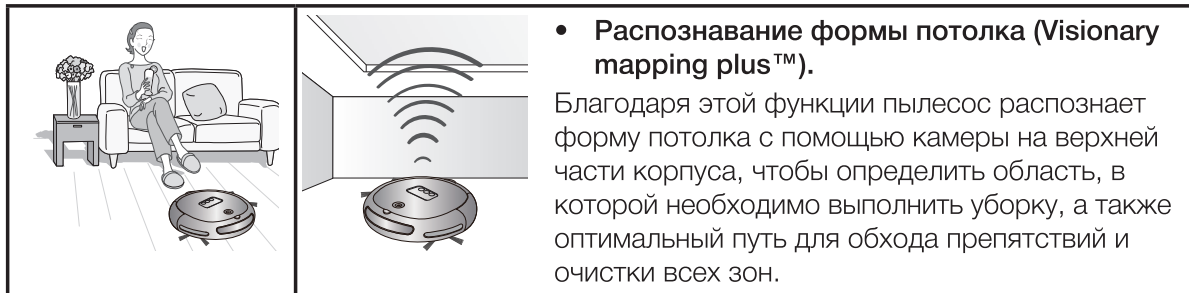 • Распознавание формы потолка (Visionary
mapping plus™).
Благодаря этой функции пылесос распознает
форму потолка с помощью камеры на верхней
части корпуса, чтобы определить область, в
которой необходимо выполнить уборку, а также
оптимальный путь для обхода препятствий и
очистки всех зон.